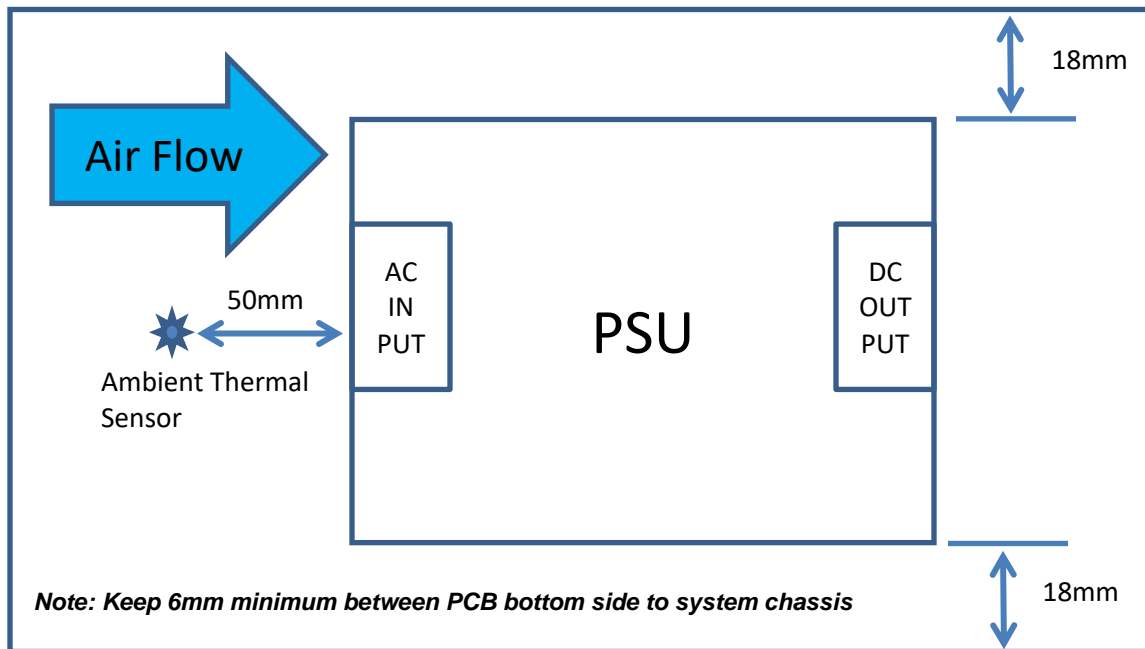 18mm
Air Flow
50mm
AC
IN
PUT
PSU
DC
OUT
PUT
Ambient Thermal
Sensor
Note: Keep 6mm minimum between PCB bottom side to system chassis
18mm